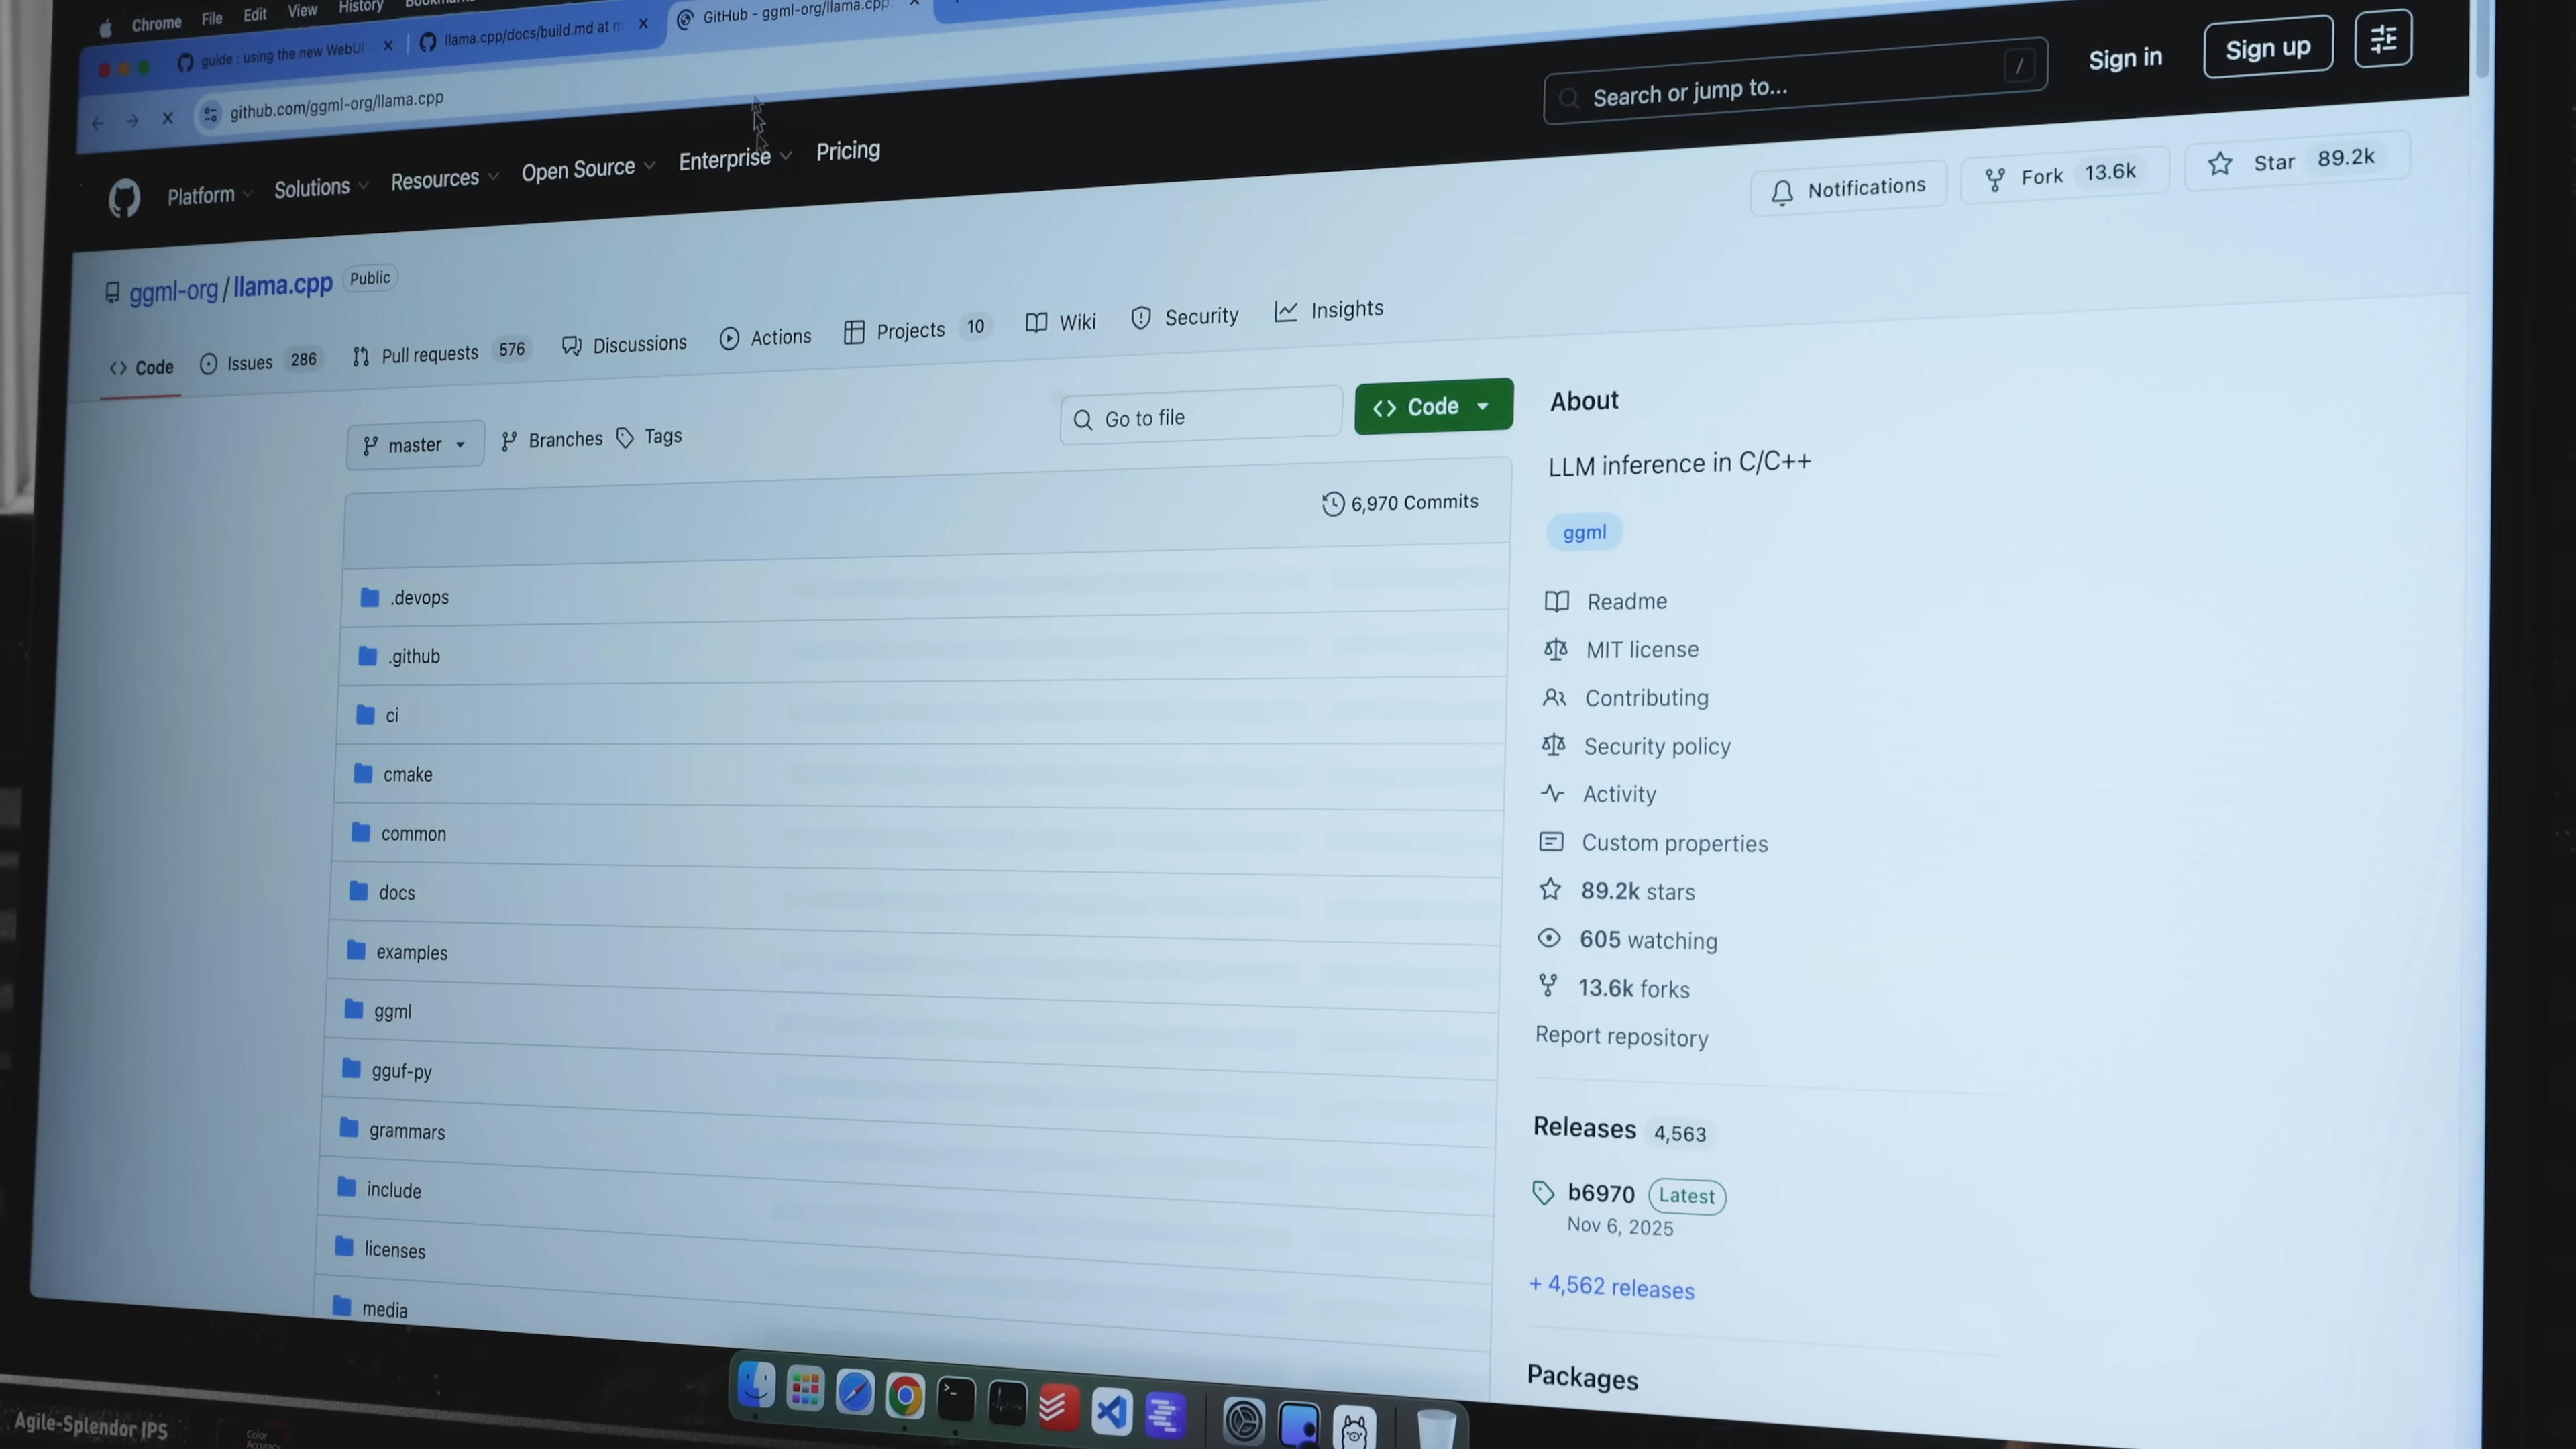 Chrome File Edit View History
guide : using the new WebUI
llama.cpp/docs/build.md at
GitHub - ggml-org/llama.cpp
github.com/ggml-org/llama.cpp
Platform Solutions Resources Open Source Enterprise Pricing
Search or jump to... /
Sign in
Sign up
ggml-org/llama.cpp Public
Notifications
Fork 13.6k
Star 89.2k
Code Issues 286 Pull requests 576 Discussions Actions Projects 10 Wiki Security Insights
master Branches Tags
Go to file
Code
6,970 Commits
.devops
.github
ci
cmake
common
docs
examples
ggml
gguf-py
grammars
include
licenses
media
About
LLM inference in C/C++
ggml
Readme
MIT license
Contributing
Security policy
Activity
Custom properties
89.2k stars
605 watching
13.6k forks
Report repository
Releases 4,563
b6970 Latest
Nov 6, 2025
+ 4,562 releases
Packages
Agile-Splendor IPS
Color